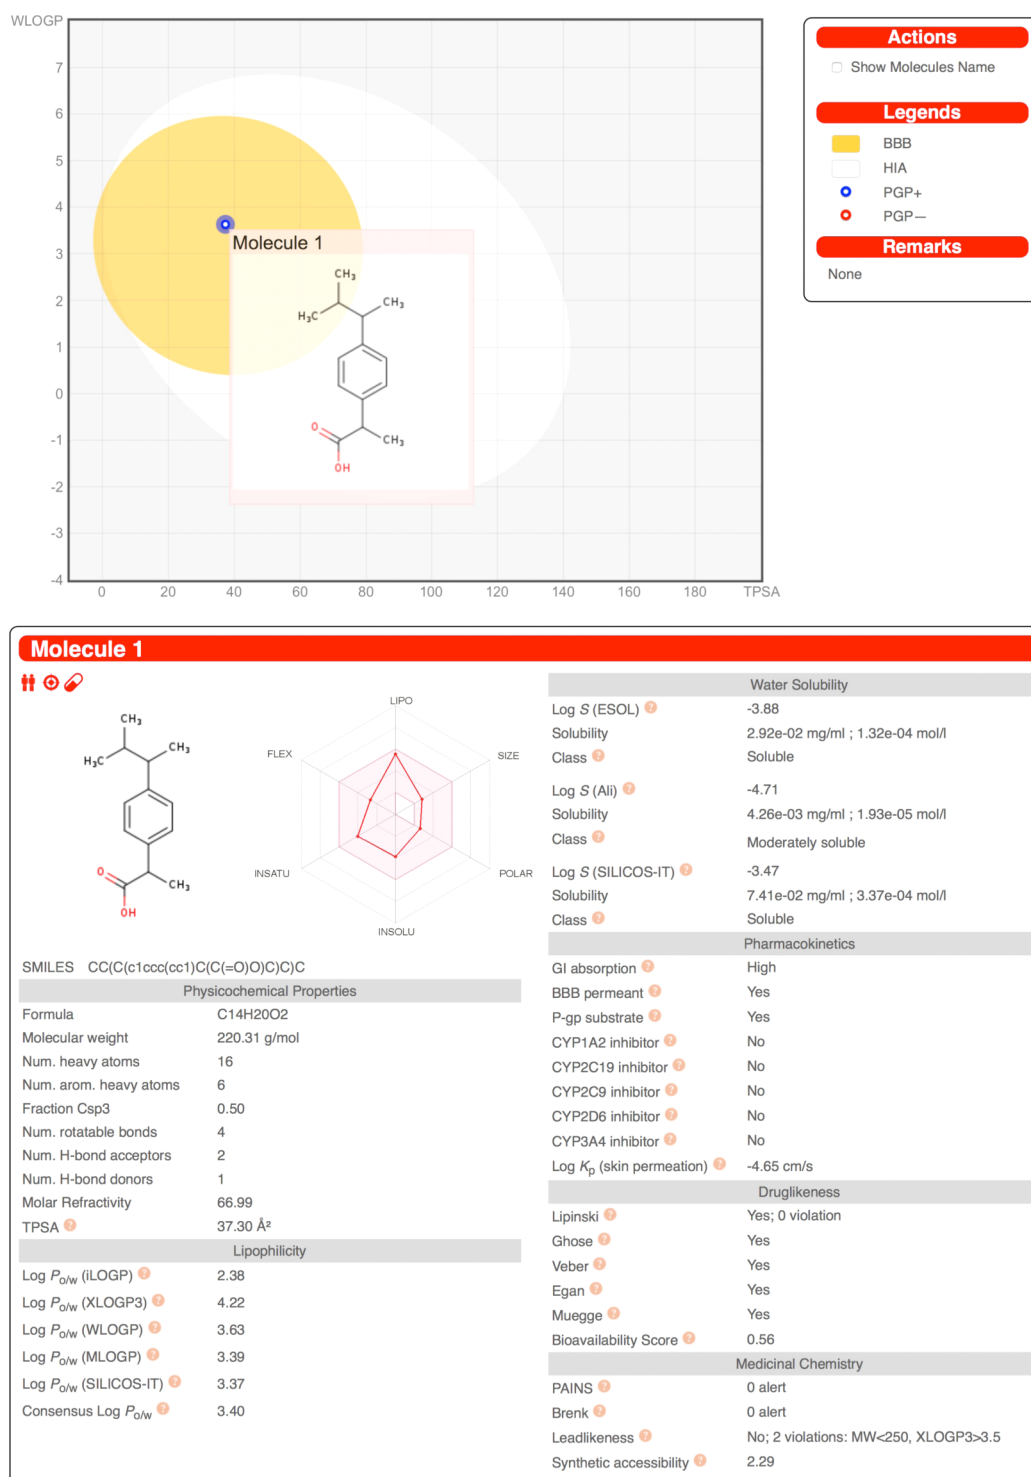 WLOGP
7
6
5
4
3
2
1
0
-1
-2
-3
-4
0 20 40 60 80 100 120 140 160 180 TPSA
Molecule 1
CH3
H3C
CH3
O
CH3
OH
Actions
Show Molecules Name
Legends
BBB
HIA
PGP+
PGP−
Remarks
None
Molecule 1
CH3
H3C
CH3
O
CH3
OH
LIPO
FLEX
SIZE
INSATU
POLAR
INSOLU
SMILES CC(C(c1ccc(cc1)C(C(=O)O)C)C)C
Physicochemical Properties
Formula C14H20O2
Molecular weight 220.31 g/mol
Num. heavy atoms 16
Num. arom. heavy atoms 6
Fraction Csp3 0.50
Num. rotatable bonds 4
Num. H-bond acceptors 2
Num. H-bond donors 1
Molar Refractivity 66.99
TPSA ? 37.30 Å²
Lipophilicity
Log Po/w (iLOGP) ? 2.38
Log Po/w (XLOGP3) ? 4.22
Log Po/w (WLOGP) ? 3.63
Log Po/w (MLOGP) ? 3.39
Log Po/w (SILICOS-IT) ? 3.37
Consensus Log Po/w ? 3.40
Water Solubility
Log S (ESOL) ? -3.88
Solubility 2.92e-02 mg/ml ; 1.32e-04 mol/l
Class ? Soluble
Log S (Ali) ? -4.71
Solubility 4.26e-03 mg/ml ; 1.93e-05 mol/l
Class ? Moderately soluble
Log S (SILICOS-IT) ? -3.47
Solubility 7.41e-02 mg/ml ; 3.37e-04 mol/l
Class ? Soluble
Pharmacokinetics
GI absorption ? High
BBB permeant ? Yes
P-gp substrate ? Yes
CYP1A2 inhibitor ? No
CYP2C19 inhibitor ? No
CYP2C9 inhibitor ? No
CYP2D6 inhibitor ? No
CYP3A4 inhibitor ? No
Log Kp (skin permeation) ? -4.65 cm/s
Druglikeness
Lipinski ? Yes; 0 violation
Ghose ? Yes
Veber ? Yes
Egan ? Yes
Muegge ? Yes
Bioavailability Score ? 0.56
Medicinal Chemistry
PAINS ? 0 alert
Brenk ? 0 alert
Leadlikeness ? No; 2 violations: MW<250, XLOGP3>3.5
Synthetic accessibility ? 2.29